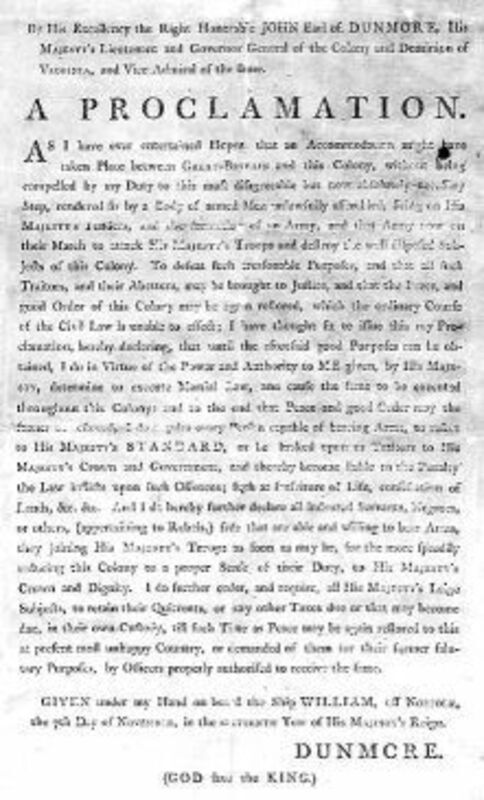 By His Excellency the Right Honorable JOHN Earl of DUNMORE, His
MAJESTY's Lieutenant and Governor General of the Colony and Dominion of
VIRGINIA, and Vice Admiral of the same.
A PROCLAMATION.
AS I have ever entertained Hopes, that an Accommodation might have
taken Place between GREAT-BRITAIN and this Colony, without being
compelled by my Duty to this most disagreeable but now absolutely necessary
Step, rendered so by a Body of armed Men unlawfully assembled, firing on His
MAJESTY's Tenders, and the formation of an Army, and that Army now on
their March to attack His MAJESTY's Troops and destroy the well disposed Sub-
jects of this Colony. To defeat such treasonable Purposes, and that all such
Traitors, and their Abettors, may be brought to Justice, and that the Peace, and
good Order of this Colony may be again restored, which the ordinary Course
of the Civil Law is unable to effect; I have thought fit to issue this my Pro-
clamation, hereby declaring, that until the aforesaid good Purposes can be ob-
tained, I do in Virtue of the Power and Authority to ME given, by His MAJES-
TY, determine to execute Martial Law, and cause the same to be executed
throughout this Colony: and to the end that Peace and good Order may the
sooner be I do require every Person capable of bearing Arms, to resort
to His MAJESTY's STANDARD, or be looked upon as Traitors to His
MAJESTY's Crown and Government, and thereby become liable to the Penalty
the Law inflicts upon such Offences; such as forfeiture of Life, confiscation of
Lands, &c. &c. And I do hereby further declare all indented Servants, Negroes,
or others, (appertaining to Rebels,) free that are able and willing to bear Arms,
they joining His MAJESTY's Troops as soon as may be, for the more speedily
reducing this Colony to a proper Sense of their Duty, to His MAJESTY's
Crown and Dignity. I do further order, and require, all His MAJESTY's Leige
Subjects, to retain their Quitrents, or any other Taxes due or that may become
due, in their own Custody, till such Time as Peace may be again restored to this
at present most unhappy Country, or demanded of them for their former salu-
tary Purposes, by Officers properly authorised to receive the same.
GIVEN under my Hand on board the Ship WILLIAM, off NORFOLK,
the 7th Day of NOVEMBER, in the SIXTEENTH Year of His MAJESTY's Reign.
DUNMORE.
(GOD save the KING.)